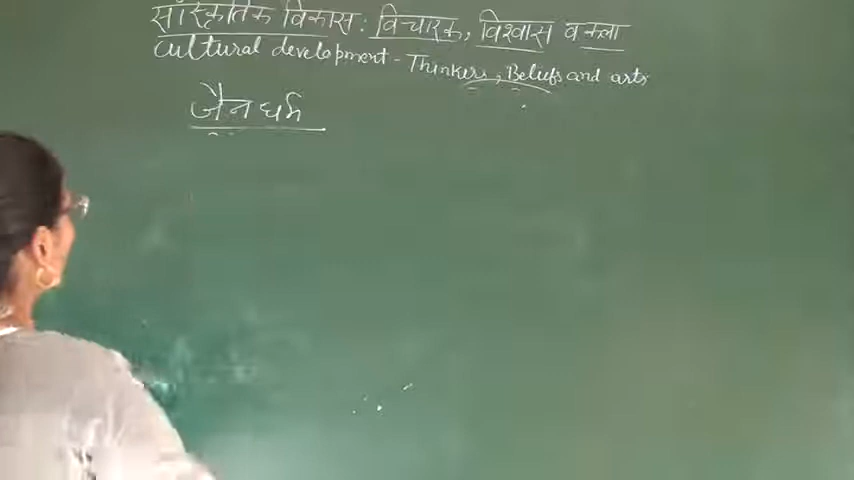 सांस्कृतिक विकास: विचारक, विश्वास व कला
Cultural development - Thinkers, Beliefs and arts
जैन धर्म